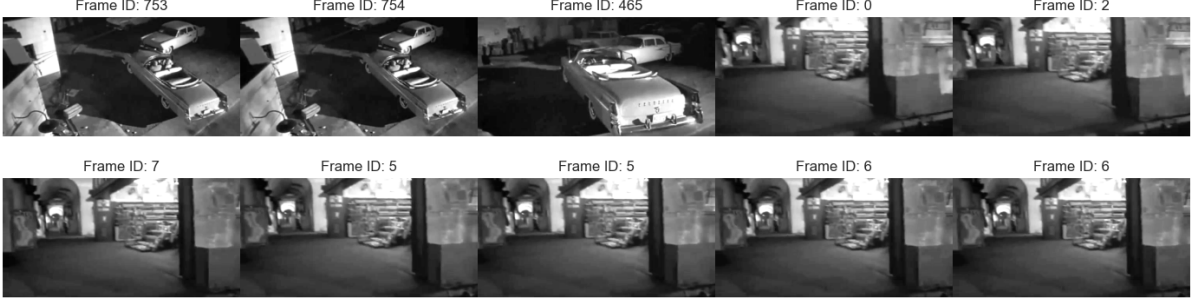 Frame ID: 753
Frame ID: 754
Frame ID: 465
Frame ID: 0
Frame ID: 2
Frame ID: 7
Frame ID: 5
Frame ID: 5
Frame ID: 6
Frame ID: 6